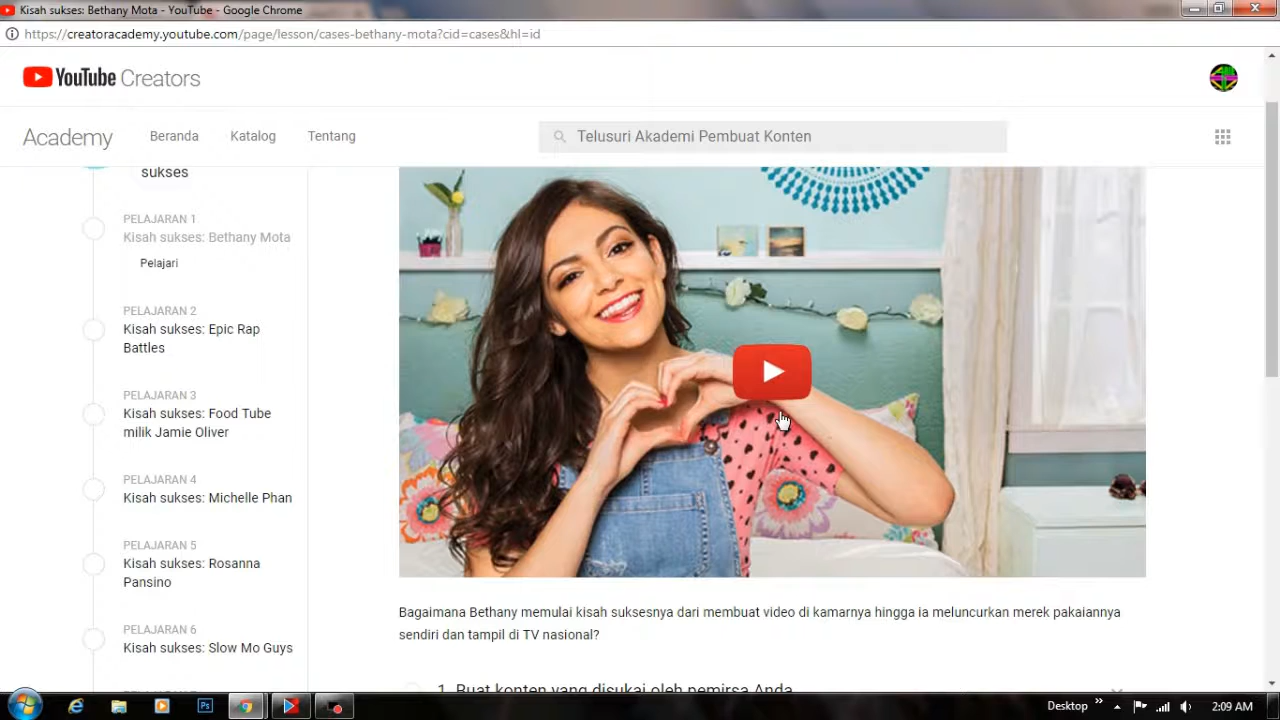 Kisah sukses: Bethany Mota - YouTube - Google Chrome
https://creatoracademy.youtube.com/page/lesson/cases-bethany-mota?cid=cases&hl=id
YouTube Creators
Academy Beranda Katalog Tentang Telusuri Akademi Pembuat Konten
sukses
PELAJARAN 1
Kisah sukses: Bethany Mota
Pelajari
PELAJARAN 2
Kisah sukses: Epic Rap
Battles
PELAJARAN 3
Kisah sukses: Food Tube
milik Jamie Oliver
PELAJARAN 4
Kisah sukses: Michelle Phan
PELAJARAN 5
Kisah sukses: Rosanna
Pansino
PELAJARAN 6
Kisah sukses: Slow Mo Guys
Bagaimana Bethany memulai kisah suksesnya dari membuat video di kamarnya hingga ia meluncurkan merek pakaiannya
sendiri dan tampil di TV nasional?
1. Buat konten yang disukai oleh pemirsa Anda
Ps
Desktop
2:09 AM